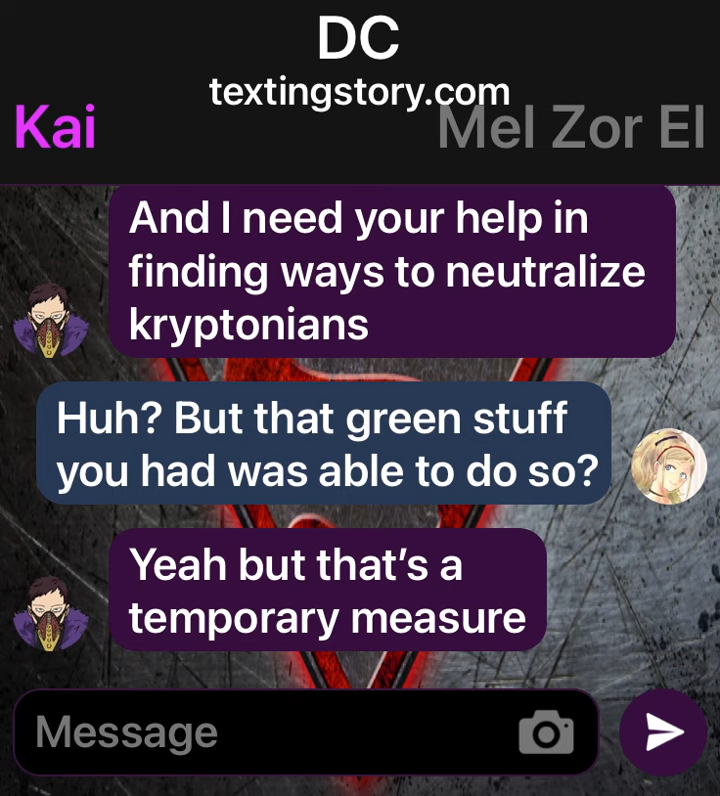 DC
textingstory.com
Kai
Mel Zor El
And I need your help in
finding ways to neutralize
kryptonians
Huh? But that green stuff
you had was able to do so?
Yeah but that’s a
temporary measure
Message